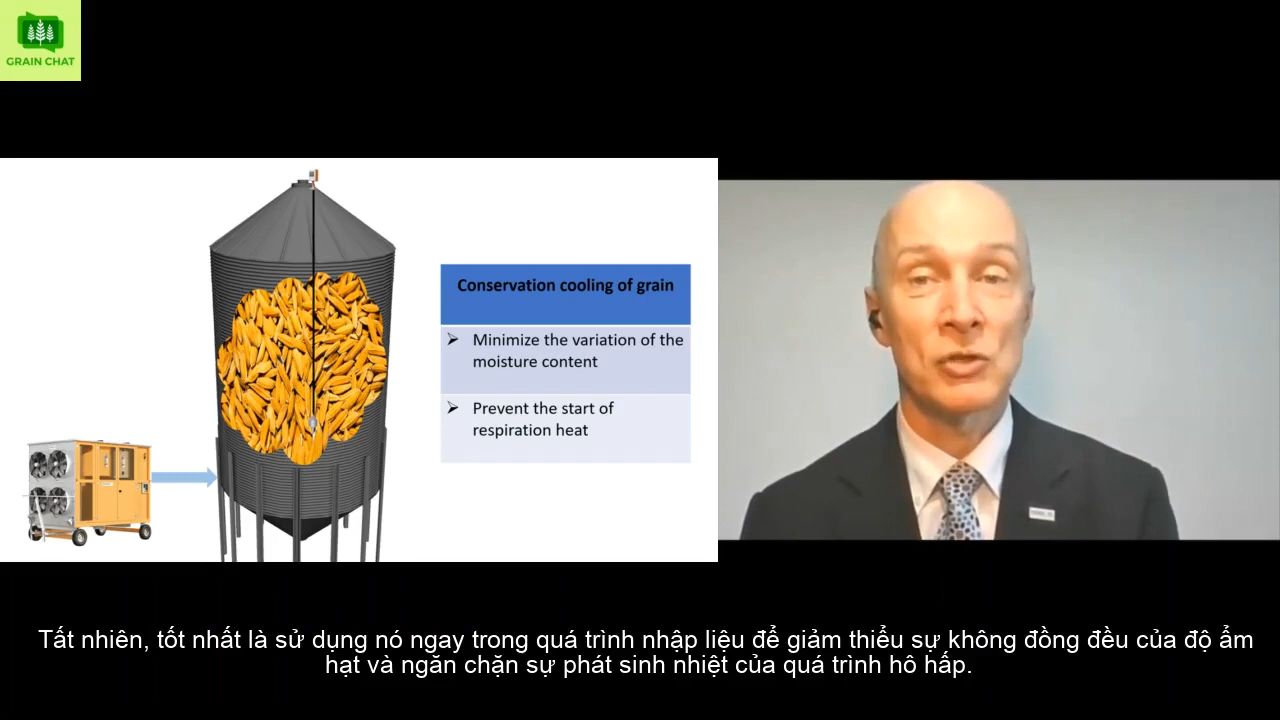 GRAIN CHAT
Conservation cooling of grain
➢ Minimize the variation of the
moisture content
➢ Prevent the start of
respiration heat
Tất nhiên, tốt nhất là sử dụng nó ngay trong quá trình nhập liệu để giảm thiểu sự không đồng đều của độ ẩm
hạt và ngăn chặn sự phát sinh nhiệt của quá trình hô hấp.